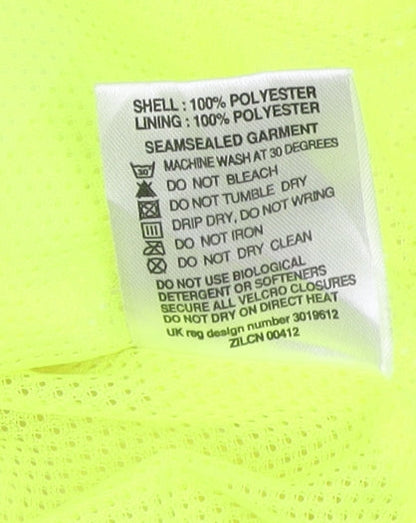 SHELL : 100% POLYESTER
LINING : 100% POLYESTER
SEAMSEALED GARMENT
30
MACHINE WASH AT 30 DEGREES
DO NOT BLEACH
DO NOT TUMBLE DRY
DRIP DRY, DO NOT WRING
DO NOT IRON
DO NOT DRY CLEAN
DO NOT USE BIOLOGICAL
DETERGENT OR SOFTENERS
SECURE ALL VELCRO CLOSURES
DO NOT DRY ON DIRECT HEAT
UK reg design number 3019612
ZILCN 00412